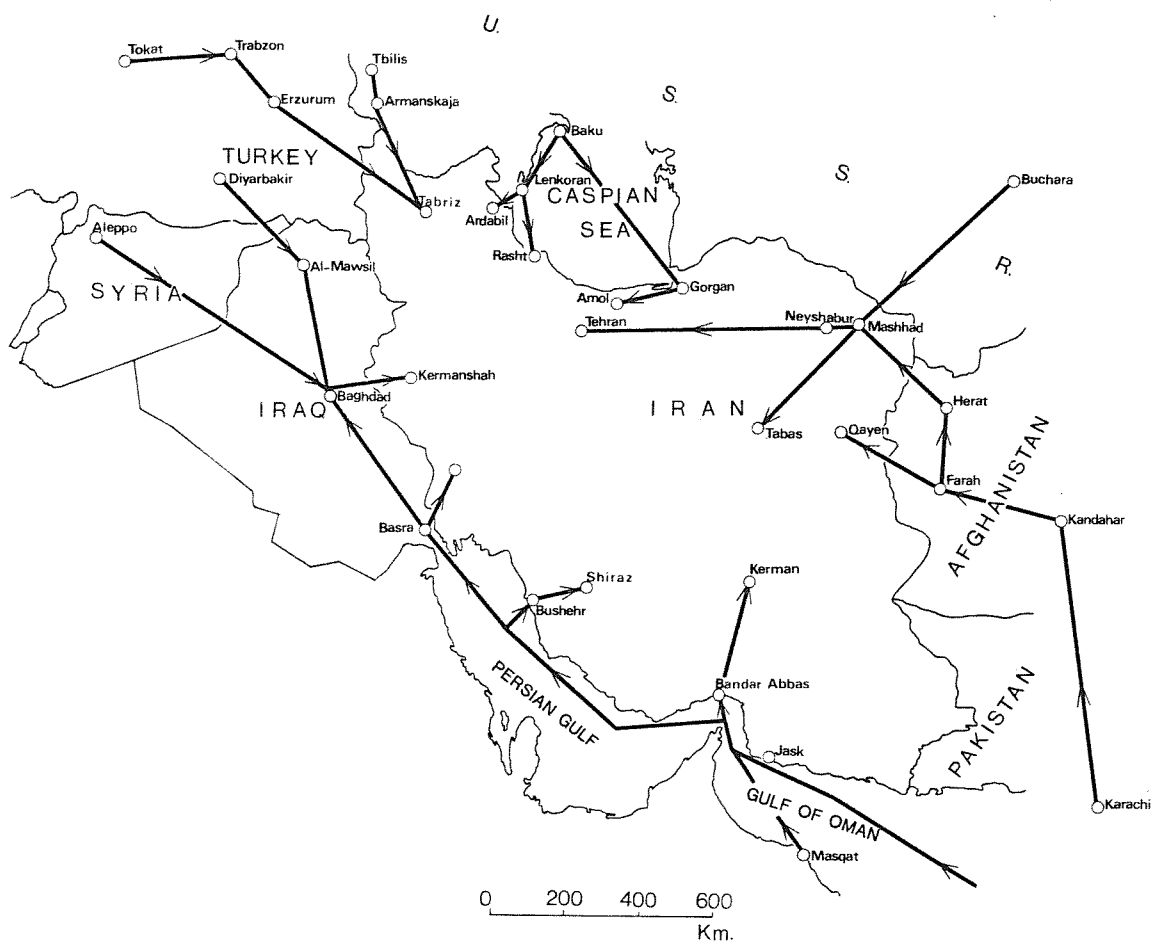 U.
Tokat
Trabzon
Tbilis
S.
Erzurum
Armanskaja
Baku
TURKEY
S.
Diyarbakir
Lenkoran
Buchara
CASPIAN
Tabriz
Ardabil
SEA
Aleppo
Rasht
Al-Mawsil
R.
SYRIA
Amol
Gorgan
Tehran
Neyshabur
Mashhad
Kermanshah
Baghdad
IRAQ
IRAN
Herat
Tabas
Qayen
Farah
AFGHANISTAN
Basra
Kandahar
Shiraz
Kerman
Bushehr
PERSIAN GULF
Bandar Abbas
PAKISTAN
Jask
GULF OF OMAN
Karachi
Masqat
0 200 400 600
Km.